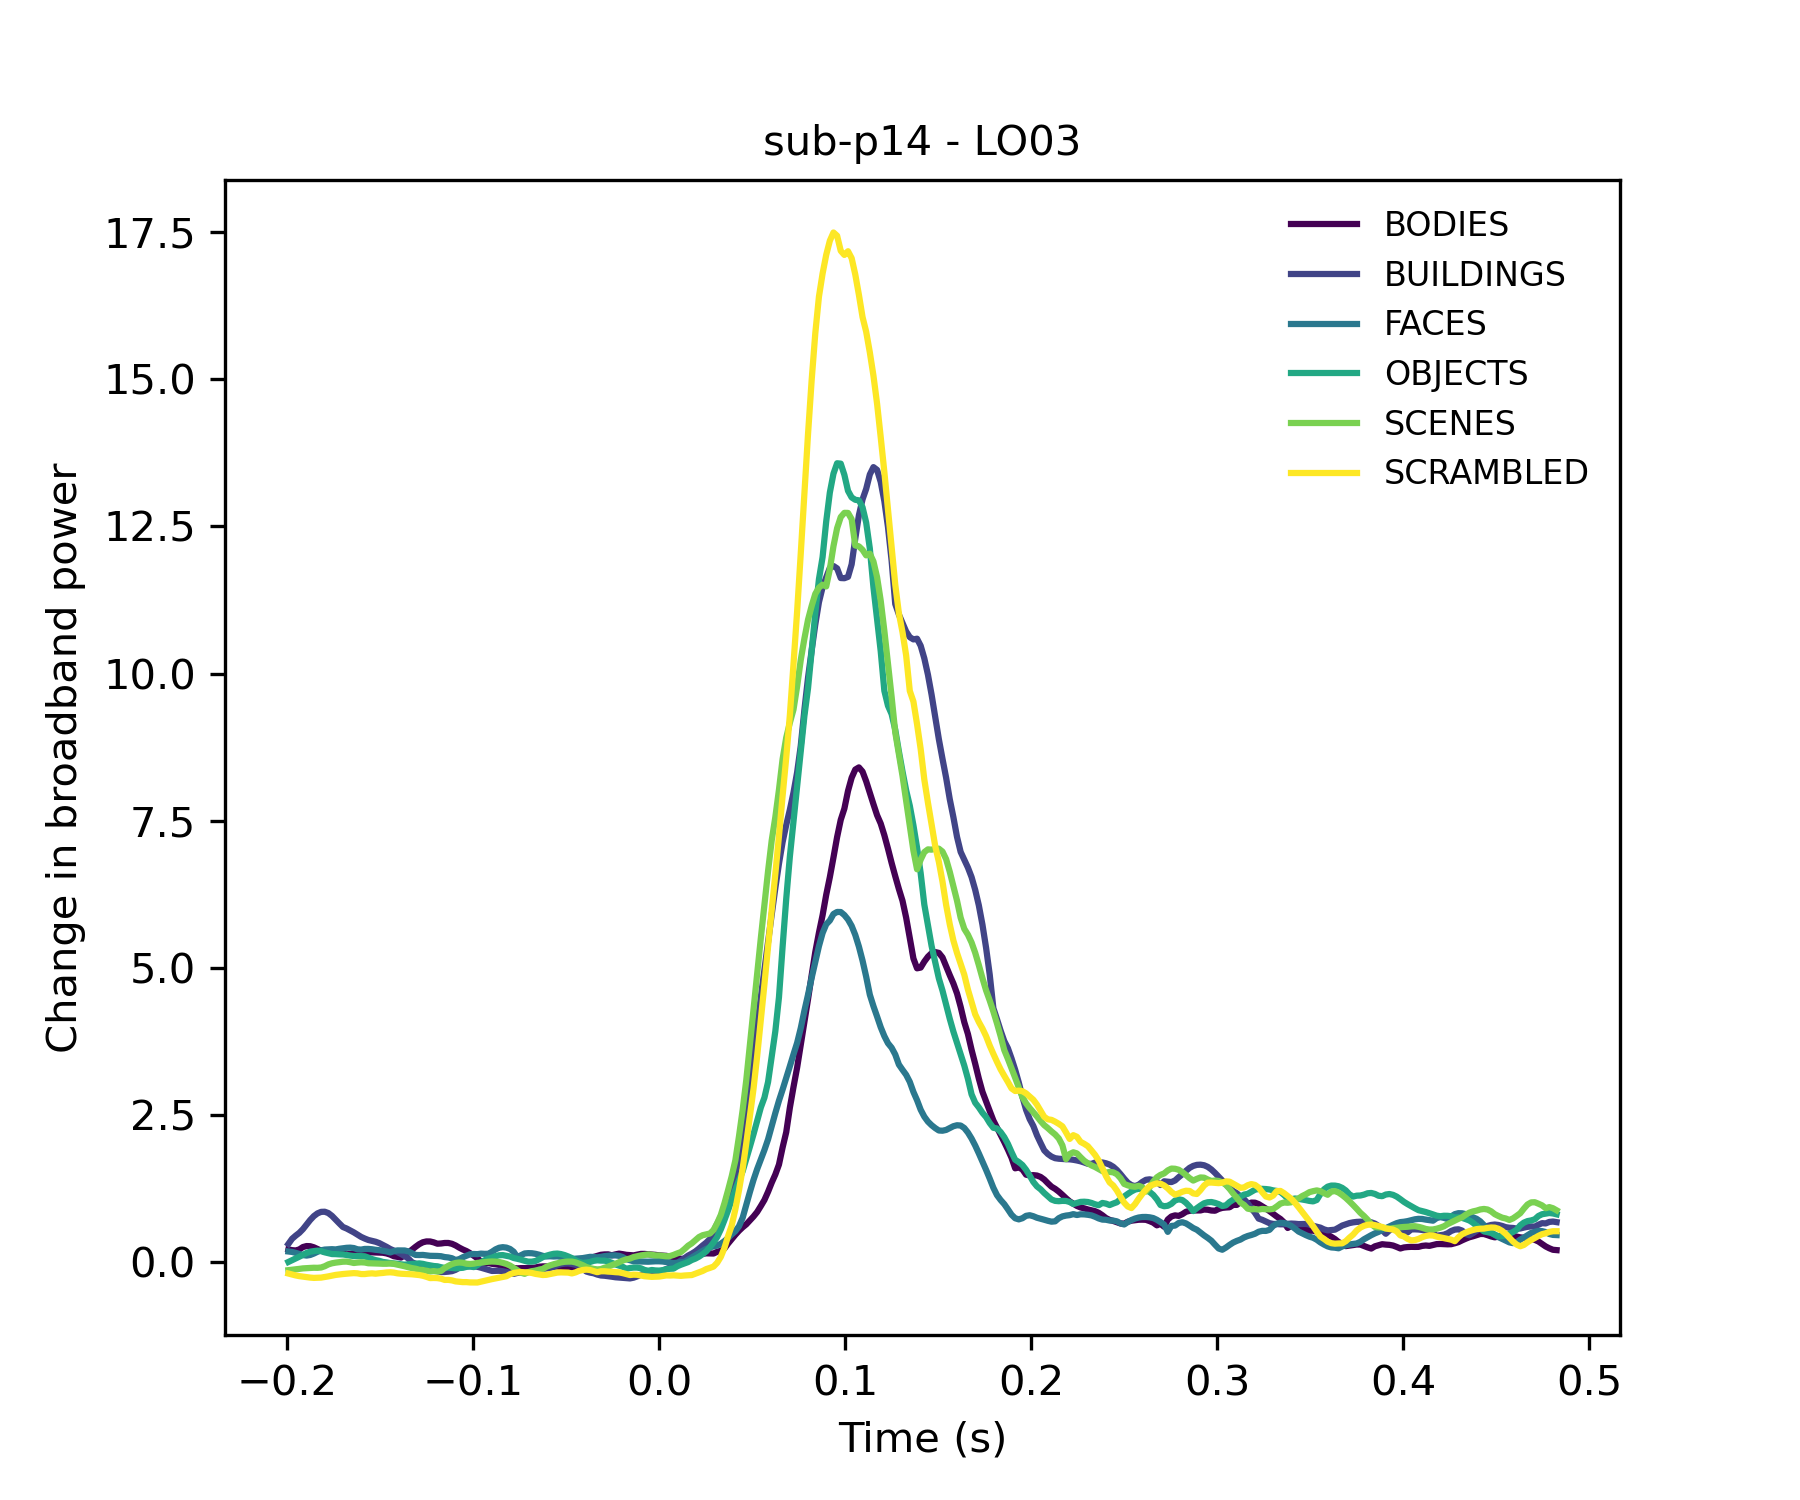 sub-p14 - LO03
17.5
15.0
12.5
10.0
7.5
5.0
2.5
0.0
Change in broadband power
BODIES
BUILDINGS
FACES
OBJECTS
SCENES
SCRAMBLED
−0.2 −0.1 0.0 0.1 0.2 0.3 0.4 0.5
Time (s)